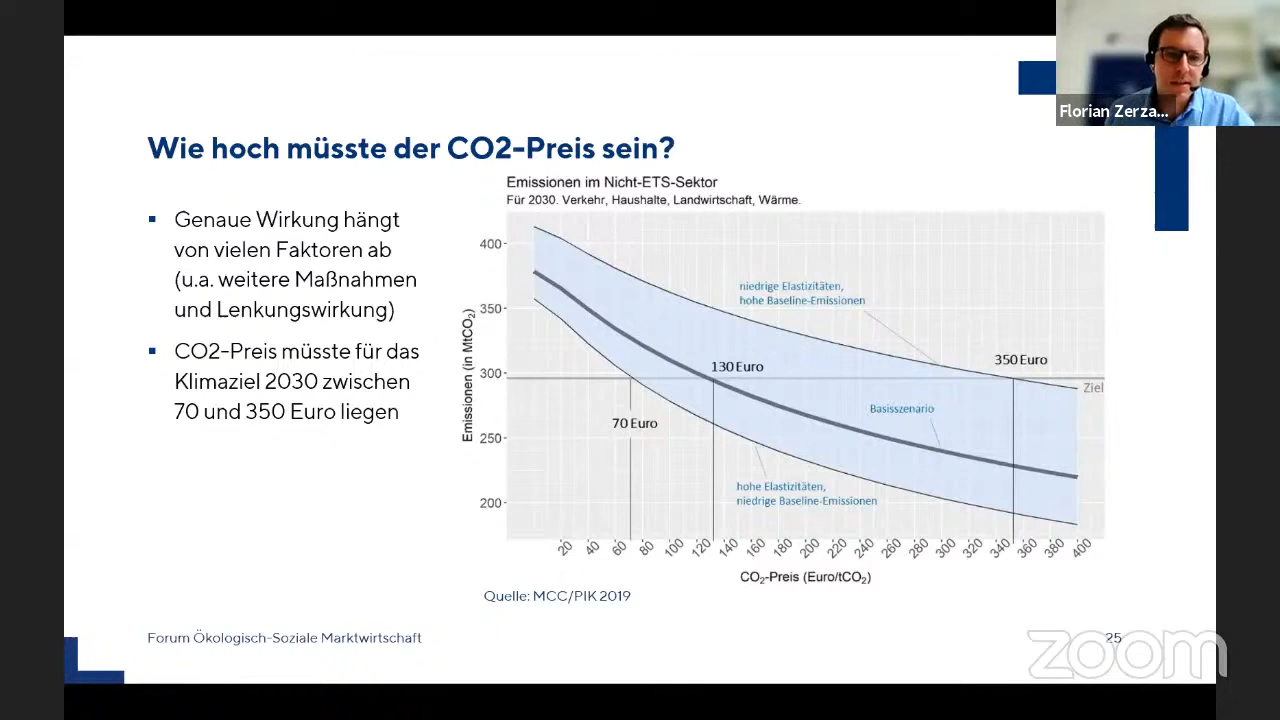 Florian Zerza...
Wie hoch müsste der CO2-Preis sein?
▪ Genaue Wirkung hängt
von vielen Faktoren ab
(u.a. weitere Maßnahmen
und Lenkungswirkung)
▪ CO2-Preis müsste für das
Klimaziel 2030 zwischen
70 und 350 Euro liegen
Emissionen im Nicht-ETS-Sektor
Für 2030. Verkehr, Haushalte, Landwirtschaft, Wärme.
Emissionen (in MtCO₂)
400
350
300
250
200
niedrige Elastizitäten,
hohe Baseline-Emissionen
130 Euro
350 Euro
Ziel
70 Euro
Basisszenario
hohe Elastizitäten,
niedrige Baseline-Emissionen
20 40 60 80 100 120 140 160 180 200 220 240 260 280 300 320 340 360 380 400
CO₂-Preis (Euro/tCO₂)
Quelle: MCC/PIK 2019
Forum Ökologisch-Soziale Marktwirtschaft
25
zoom